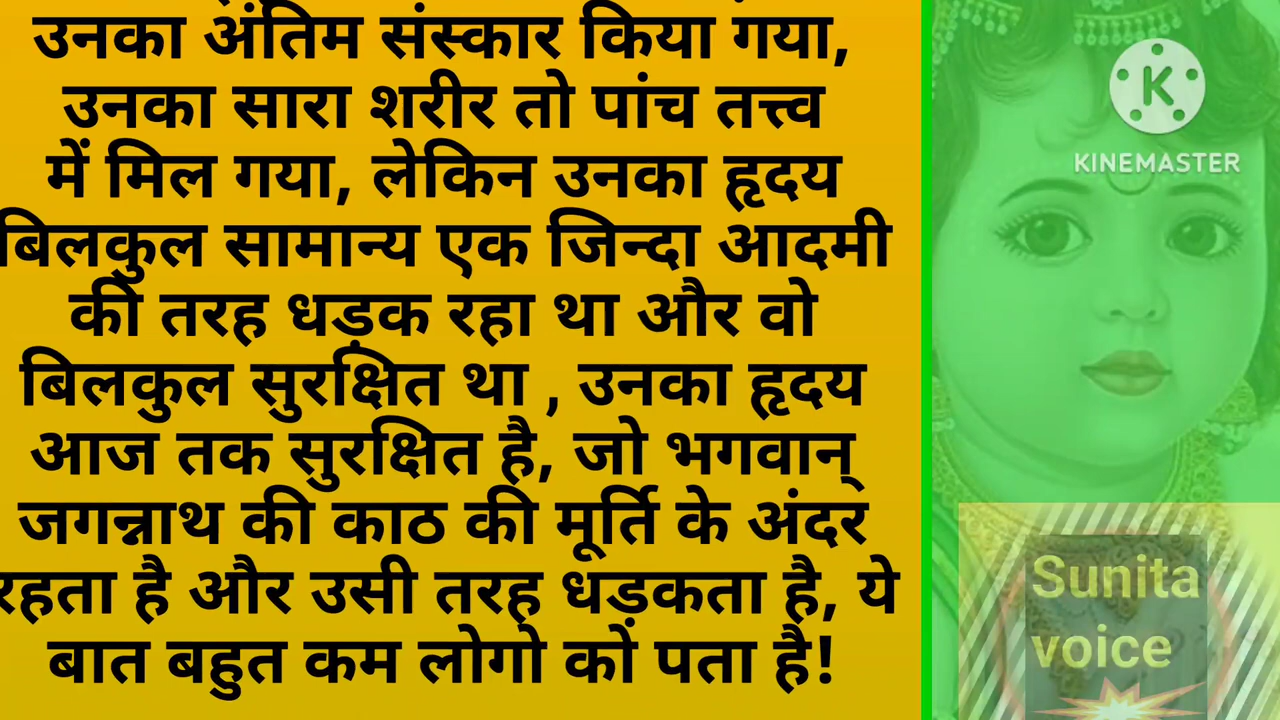 उनका अंतिम संस्कार किया गया,
उनका सारा शरीर तो पांच तत्त्व
में मिल गया, लेकिन उनका हृदय
बिलकुल सामान्य एक जिन्दा आदमी
की तरह धड़क रहा था और वो
बिलकुल सुरक्षित था , उनका हृदय
आज तक सुरक्षित है, जो भगवान्
जगन्नाथ की काठ की मूर्ति के अंदर
रहता है और उसी तरह धड़कता है, ये
बात बहुत कम लोगो को पता है!
K
KINEMASTER
Sunita
voice